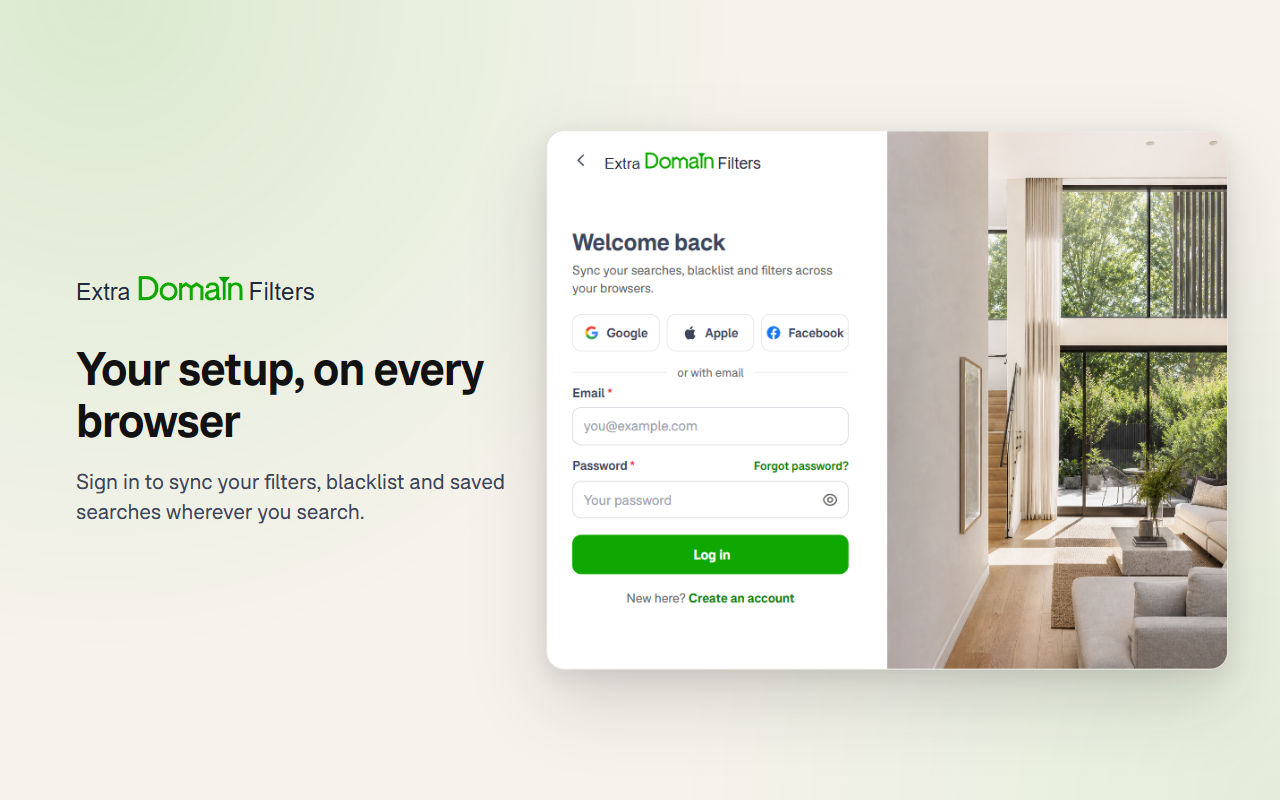 Extra Domain Filters
Your setup, on every
browser
Sign in to sync your filters, blacklist and saved
searches wherever you search.
Extra Domain Filters
Welcome back
Sync your searches, blacklist and filters across
your browsers.
Google Apple Facebook
or with email
Email *
you@example.com
Password * Forgot password?
Your password
Log in
New here? Create an account